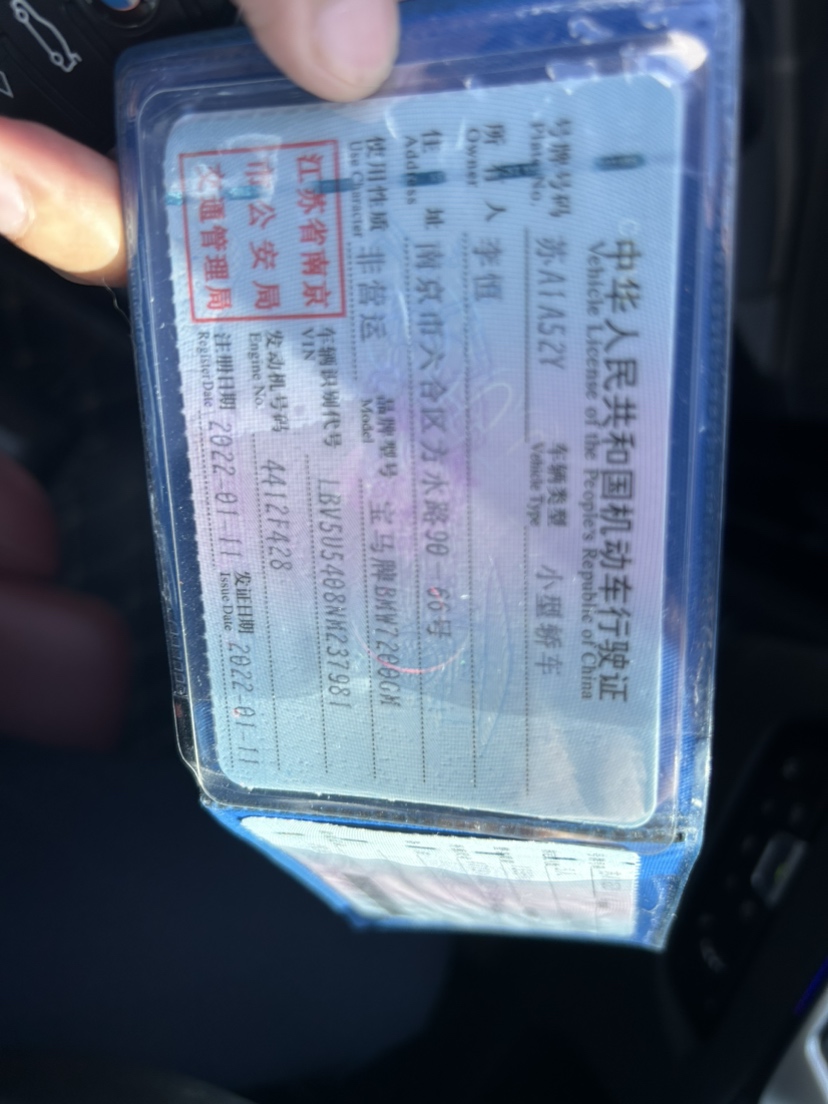 中华人民共和国机动车行驶证
Vehicle License of the People's Republic of China
号牌号码 苏A1A52Y 车辆类型 小型轿车
Plate No. Vehicle Type
所有人 李恒
Owner
住址 南京市六合区方水路90-66号
Address
使用性质 非营运 品牌型号 宝马牌BMW7200GM
Use Character Model
江苏省南京
市公安局
交通管理局
车辆识别代号 LBV5U5408NM237981
VIN
发动机号码 4412F428
Engine No.
注册日期 2022-01-11 发证日期 2022-01-11
Register Date Issue Date